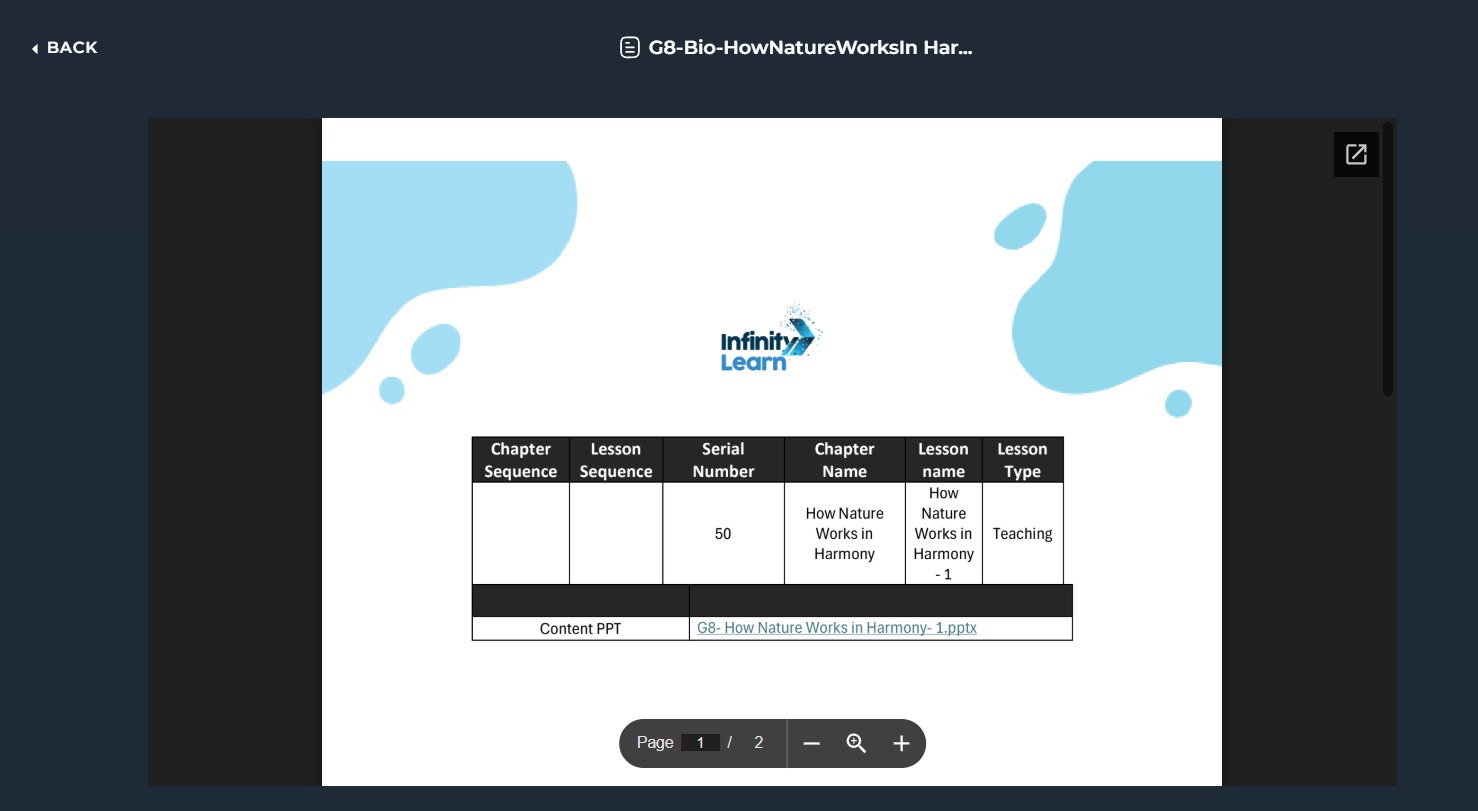 BACK
G8-Bio-HowNatureWorksIn Har...
Infinity
Learn
Chapter Sequence
Lesson Sequence
Serial Number
Chapter Name
Lesson name
Lesson Type
50
How Nature
Works in
Harmony
How
Nature
Works in
Harmony
- 1
Teaching
Content PPT
G8- How Nature Works in Harmony- 1.pptx
Page 1 / 2